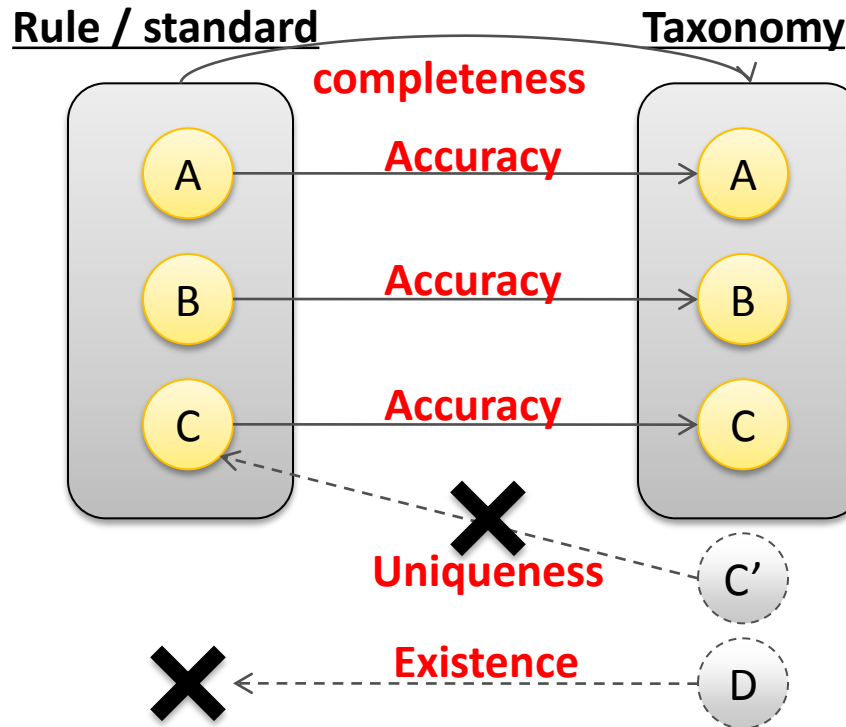 Rule / standard
Taxonomy
completeness
A
Accuracy
A
B
Accuracy
B
C
Accuracy
C
Uniqueness
C’
Existence
D